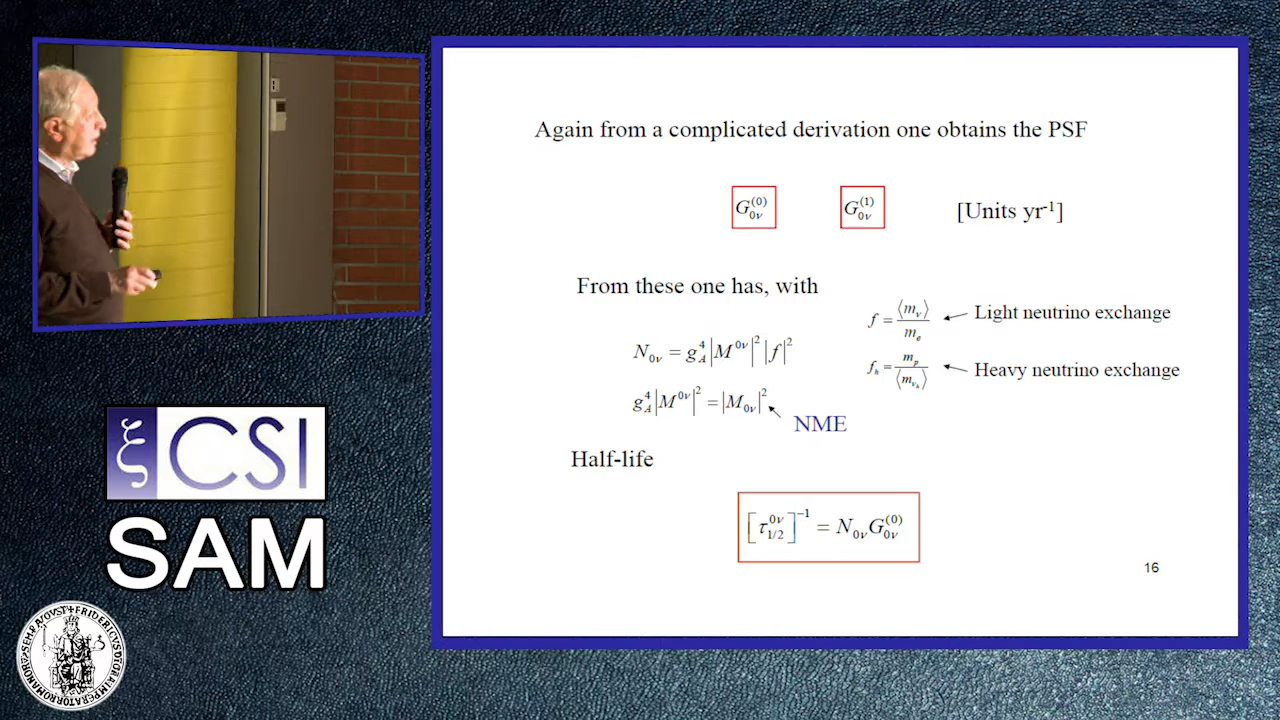 Again from a complicated derivation one obtains the PSF
G_{0ν}^{(0)} G_{0ν}^{(1)} [Units yr^{-1}]
From these one has, with
f = ⟨m_ν⟩ / m_e Light neutrino exchange
N_{0ν} = g_A^4 |M^{0ν}|^2 |f|^2
f_h = m_p / ⟨m_{ν_h}⟩ Heavy neutrino exchange
g_A^4 |M^{0ν}|^2 = |M_{0ν}|^2
NME
Half-life
[τ_{1/2}^{0ν}]^{-1} = N_{0ν} G_{0ν}^{(0)}
16
ξCSI
SAM